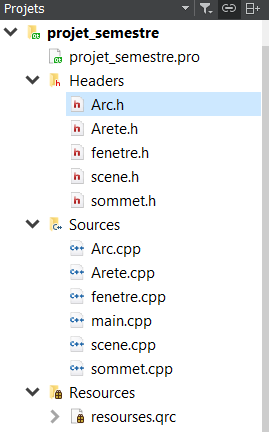 Projets
projet_semestre
projet_semestre.pro
Headers
Arc.h
Arete.h
fenetre.h
scene.h
sommet.h
Sources
Arc.cpp
Arete.cpp
fenetre.cpp
main.cpp
scene.cpp
sommet.cpp
Resources
resourses.qrc